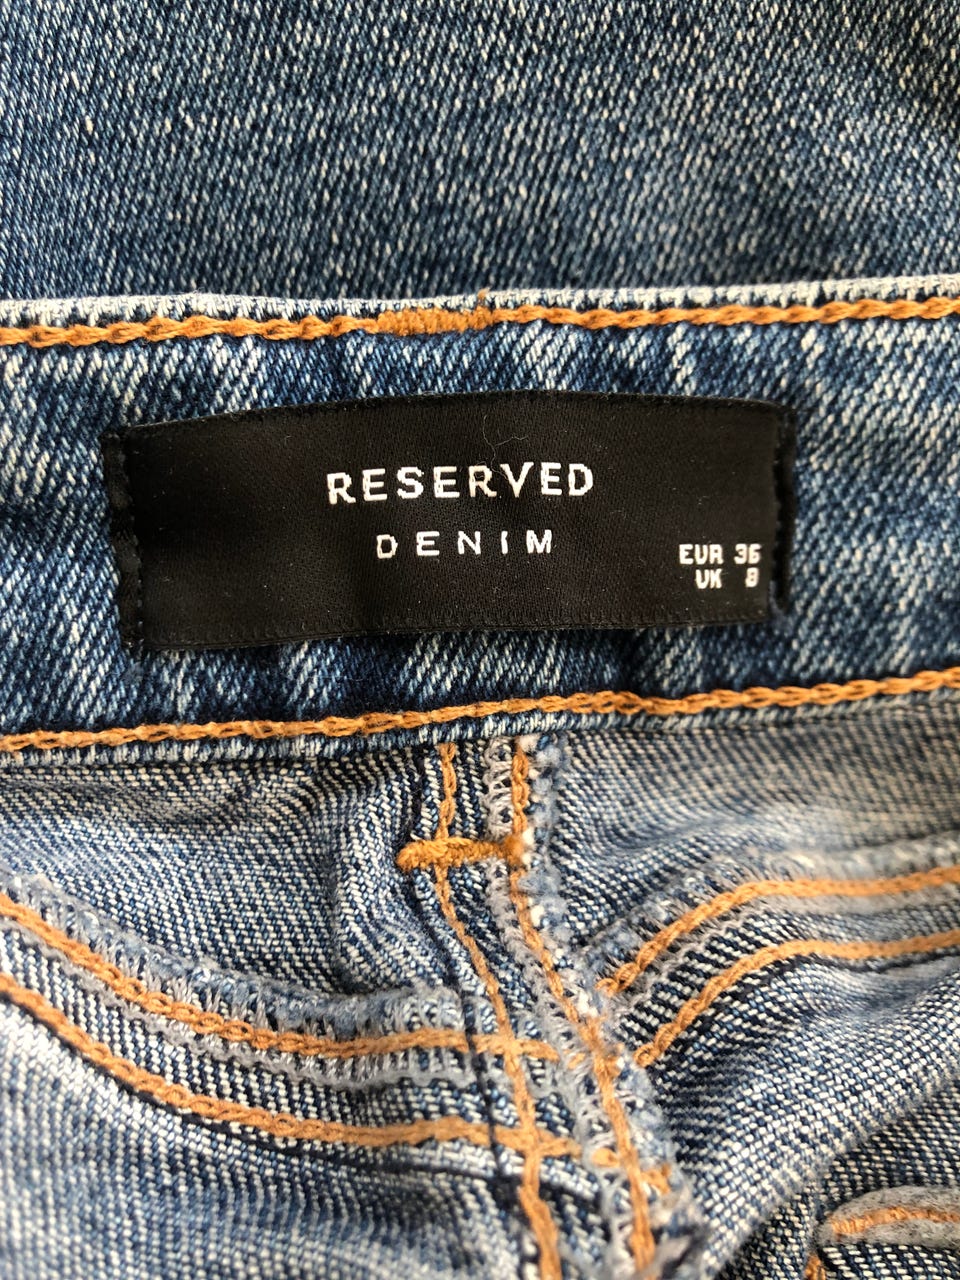 RESERVED
DENIM
EUR 36
UK 8